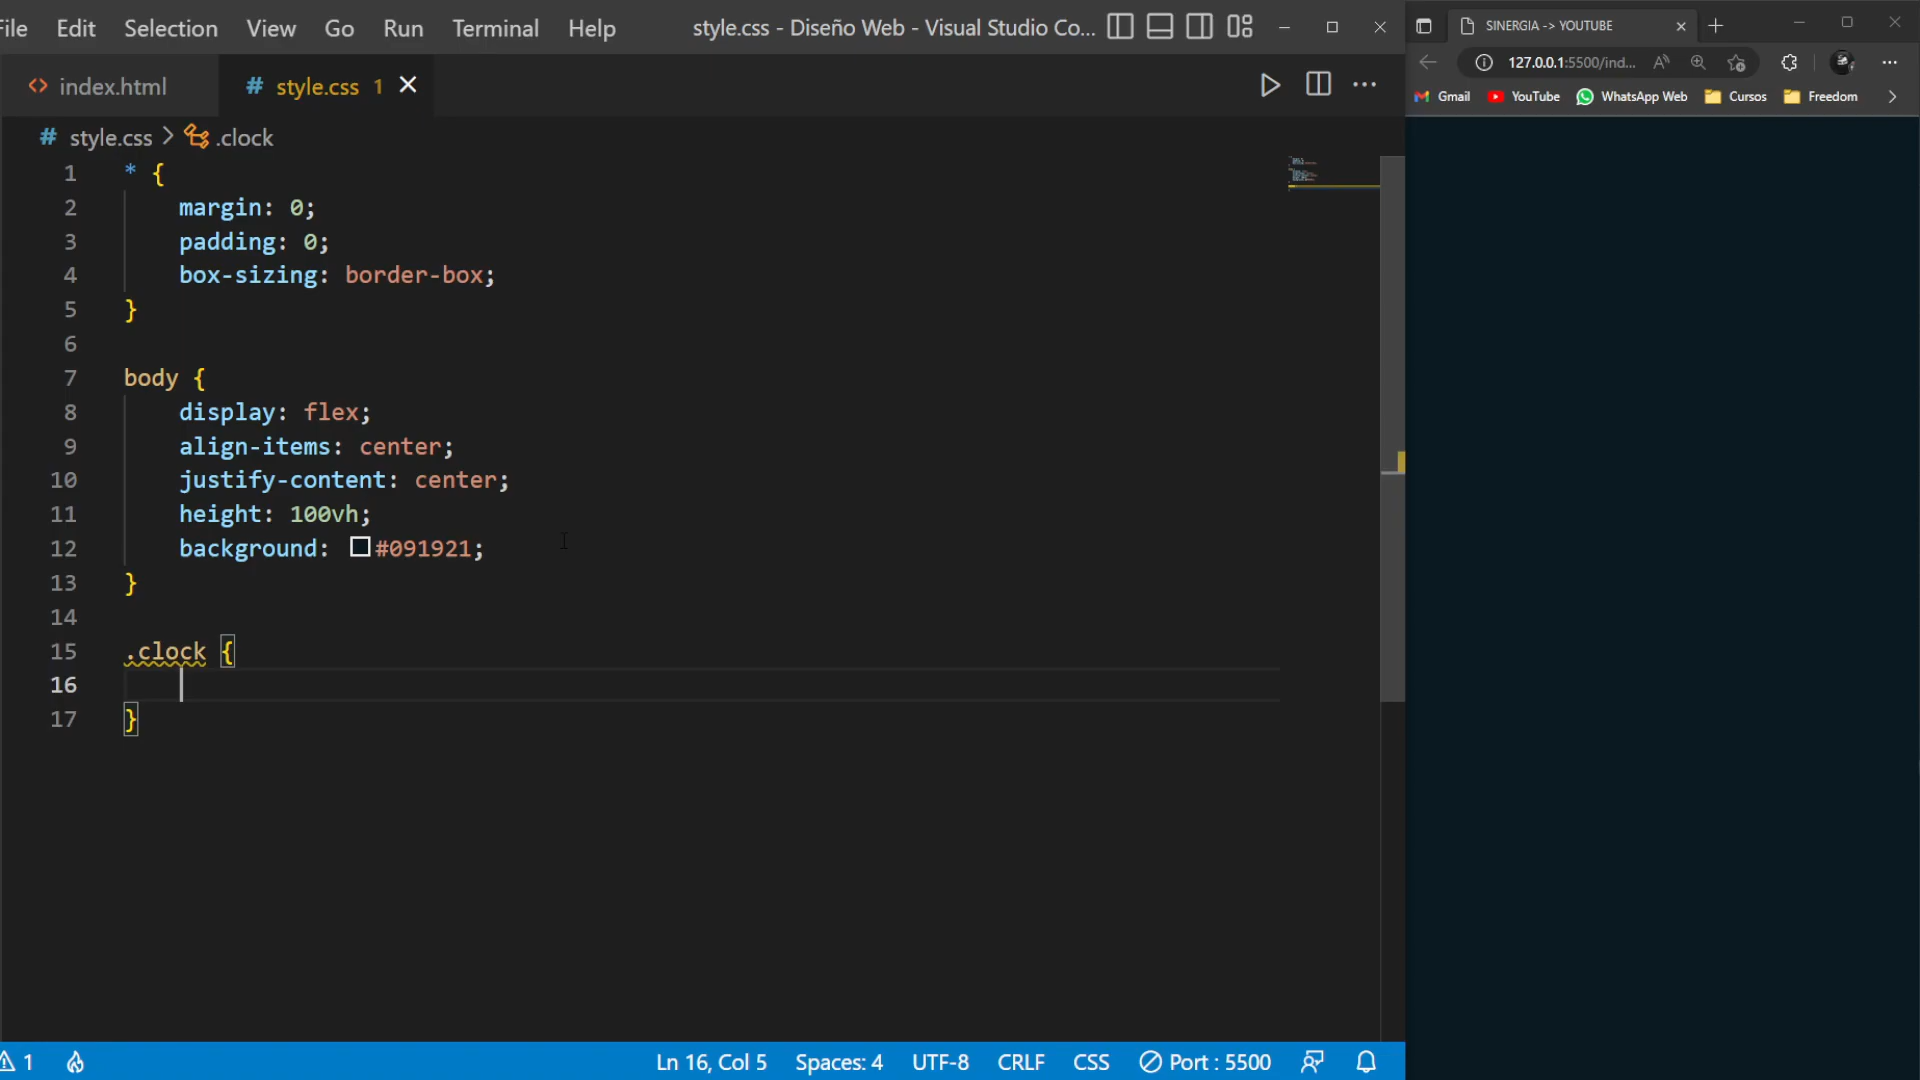 File Edit Selection View Go Run Terminal Help style.css - Diseño Web - Visual Studio Co...
index.html # style.css 1
# style.css > .clock
1 * {
2 margin: 0;
3 padding: 0;
4 box-sizing: border-box;
5 }
6
7 body {
8 display: flex;
9 align-items: center;
10 justify-content: center;
11 height: 100vh;
12 background: #091921;
13 }
14
15 .clock {
16
17 }
1 Ln 16, Col 5 Spaces: 4 UTF-8 CRLF CSS Port : 5500
SINERGIA -> YOUTUBE
127.0.0.1:5500/ind...
Gmail YouTube WhatsApp Web Cursos Freedom